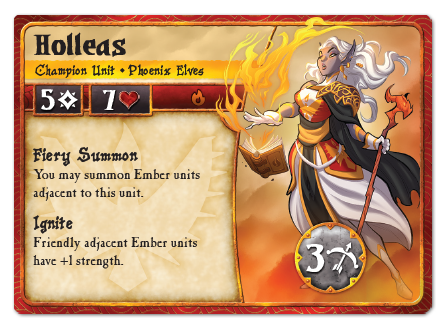 Holleas
Champion Unit • Phoenix Elves
5 7
Fiery Summon
You may summon Ember units
adjacent to this unit.
Ignite
Friendly adjacent Ember units
have +1 strength.
3